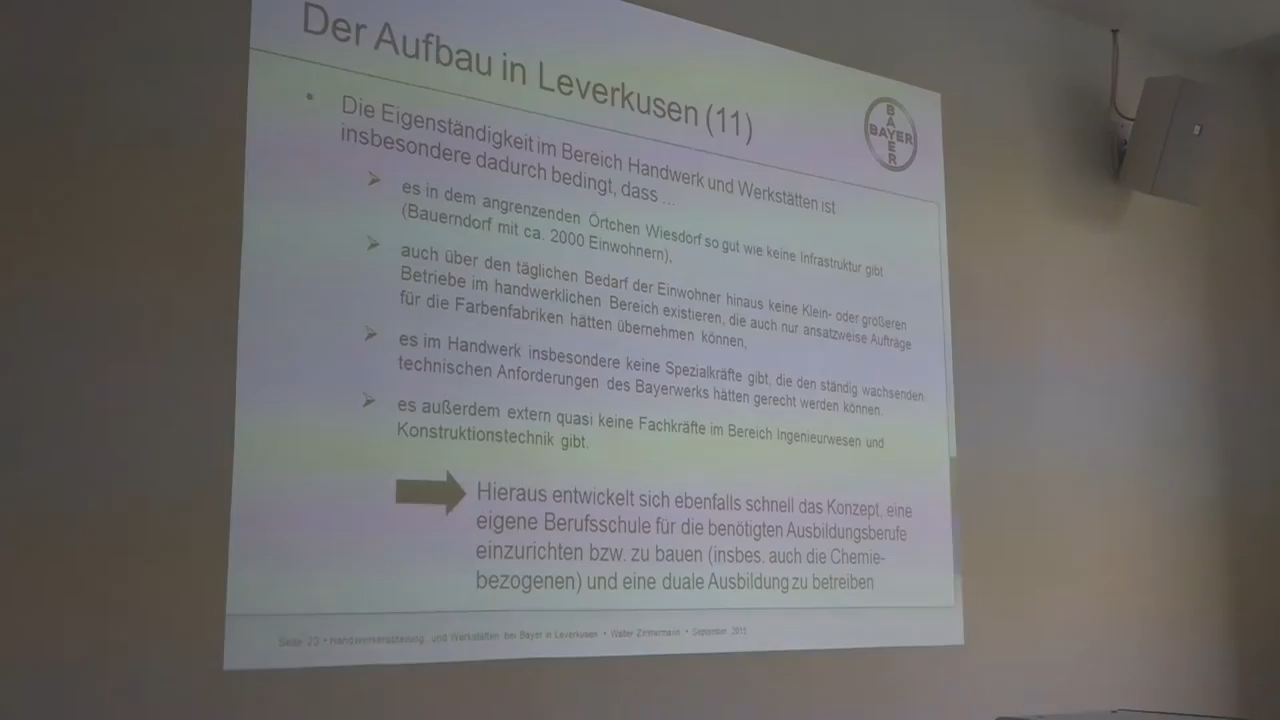 Der Aufbau in Leverkusen (11)
BAYER
BAYER
• Die Eigenständigkeit im Bereich Handwerk und Werkstätten ist
insbesondere dadurch bedingt, dass ...
➤ es in dem angrenzenden Örtchen Wiesdorf so gut wie keine Infrastruktur gibt
(Bauerndorf mit ca. 2000 Einwohnern),
➤ auch über den täglichen Bedarf der Einwohner hinaus keine Klein- oder größeren
Betriebe im handwerklichen Bereich existieren, die auch nur ansatzweise Aufträge
für die Farbenfabriken hätten übernehmen können,
➤ es im Handwerk insbesondere keine Spezialkräfte gibt, die den ständig wachsenden
technischen Anforderungen des Bayerwerks hätten gerecht werden können.
➤ es außerdem extern quasi keine Fachkräfte im Bereich Ingenieurwesen und
Konstruktionstechnik gibt.
Hieraus entwickelt sich ebenfalls schnell das Konzept, eine
eigene Berufsschule für die benötigten Ausbildungsberufe
einzurichten bzw. zu bauen (insbes. auch die Chemie-
bezogenen) und eine duale Ausbildung zu betreiben
Seite 23 • Handwerkerabteilung und Werkstätten bei Bayer in Leverkusen • Walter Zimmermann • September